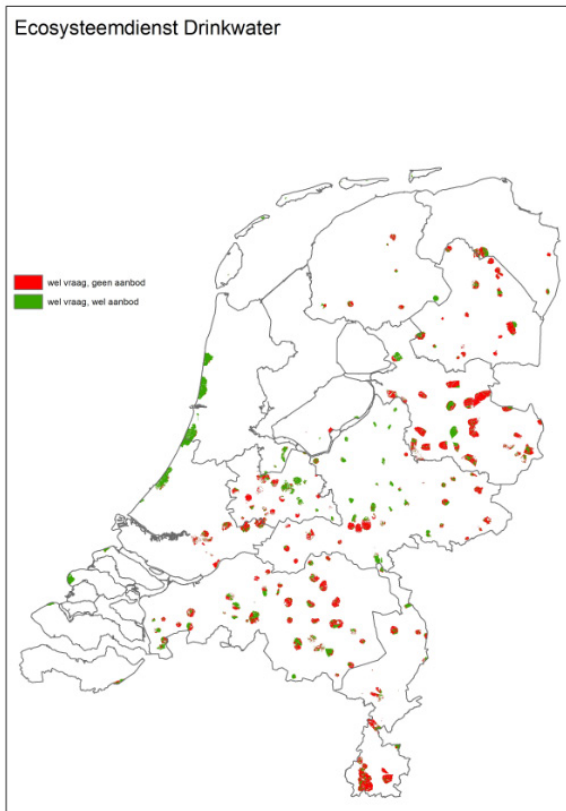 Ecosysteemdienst Drinkwater
wel vraag, geen aanbod
wel vraag, wel aanbod